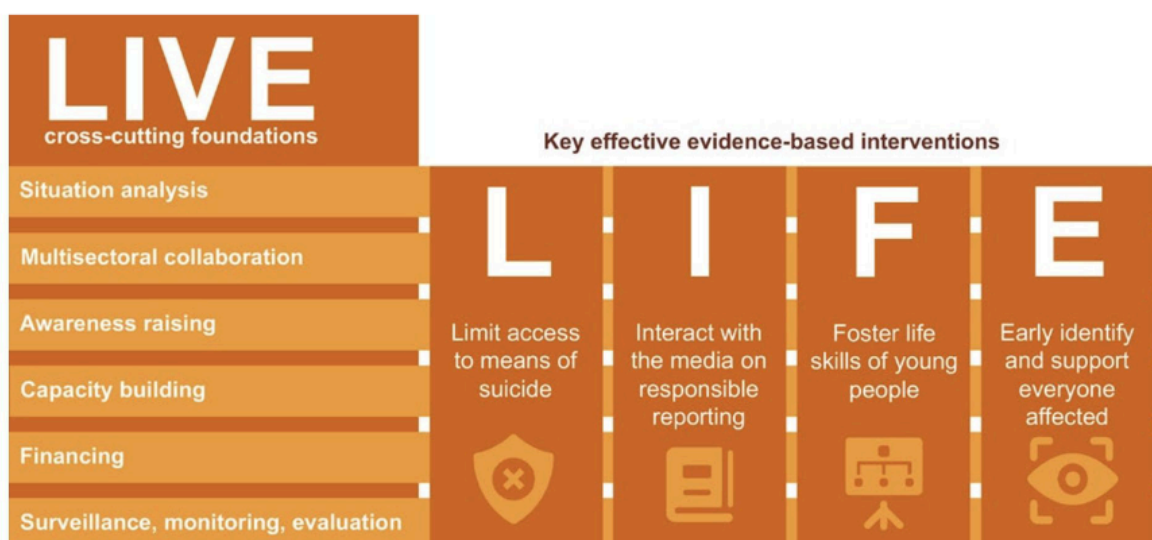 LIVE
cross-cutting foundations
Key effective evidence-based interventions
Situation analysis
Multisectoral collaboration
Awareness raising
Capacity building
Financing
Surveillance, monitoring, evaluation
L
Limit access
to means of
suicide
I
Interact with
the media on
responsible
reporting
F
Foster life
skills of young
people
E
Early identify
and support
everyone
affected